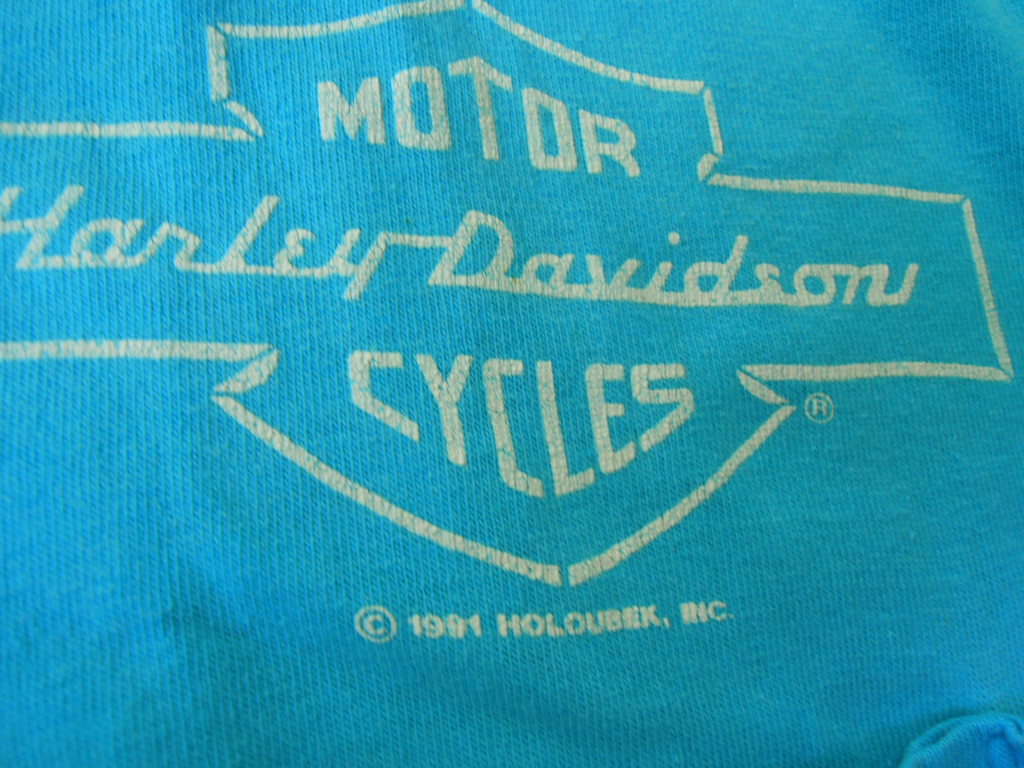 MOTOR
Harley-Davidson
CYCLES
®
© 1991 HOLOUBEK, INC.